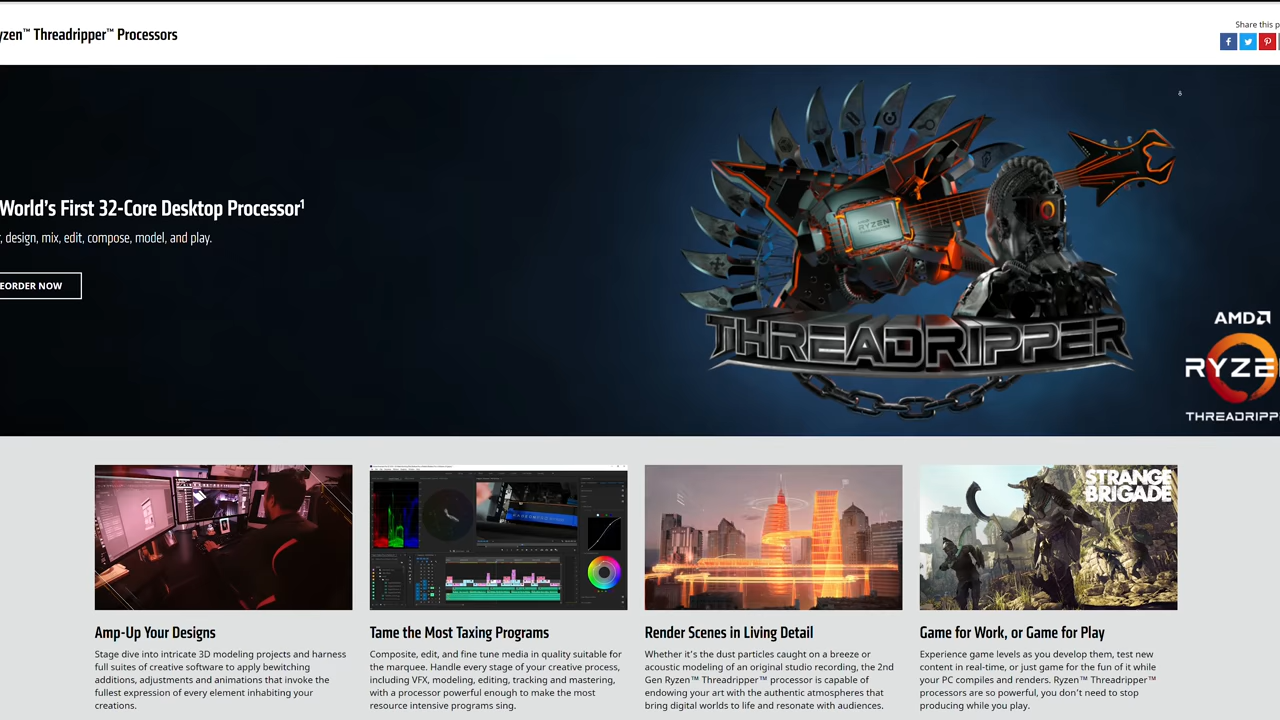 yzen™ Threadripper™ Processors
Share this p
World's First 32-Core Desktop Processor¹
, design, mix, edit, compose, model, and play.
EORDER NOW
RYZEN
THREADRIPPER
AMD
RYZE
THREADRIPP
STRANGE
BRIGADE
Amp-Up Your Designs
Stage dive into intricate 3D modeling projects and harness
full suites of creative software to apply bewitching
additions, adjustments and animations that invoke the
fullest expression of every element inhabiting your
creations.
Tame the Most Taxing Programs
Composite, edit, and fine tune media in quality suitable for
the marquee. Handle every stage of your creative process,
including VFX, modeling, editing, tracking and mastering,
with a processor powerful enough to make the most
resource intensive programs sing.
Render Scenes in Living Detail
Whether it's the dust particles caught on a breeze or
acoustic modeling of an original studio recording, the 2nd
Gen Ryzen™ Threadripper™ processor is capable of
endowing your art with the authentic atmospheres that
bring digital worlds to life and resonate with audiences.
Game for Work, or Game for Play
Experience game levels as you develop them, test new
content in real-time, or just game for the fun of it while
your PC compiles and renders. Ryzen™ Threadripper™
processors are so powerful, you don't need to stop
producing while you play.